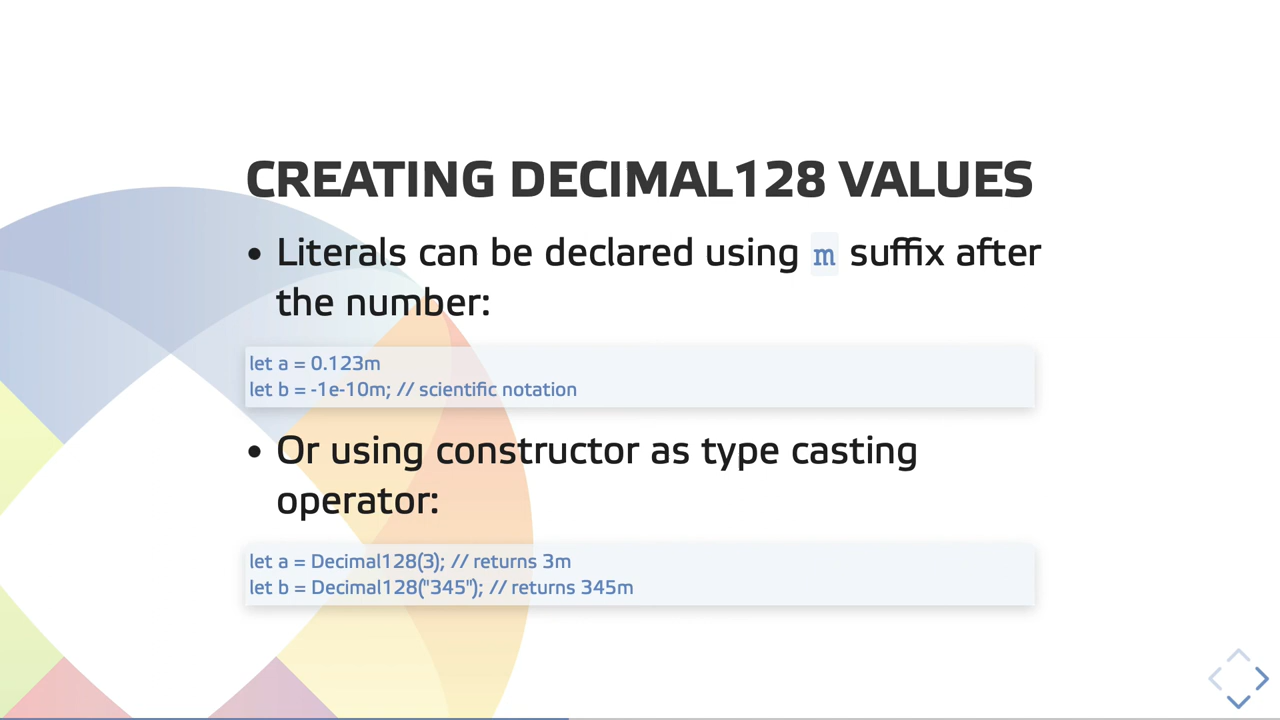 CREATING DECIMAL128 VALUES
• Literals can be declared using m suffix after
the number:
let a = 0.123m
let b = -1e-10m; // scientific notation
• Or using constructor as type casting
operator:
let a = Decimal128(3); // returns 3m
let b = Decimal128("345"); // returns 345m